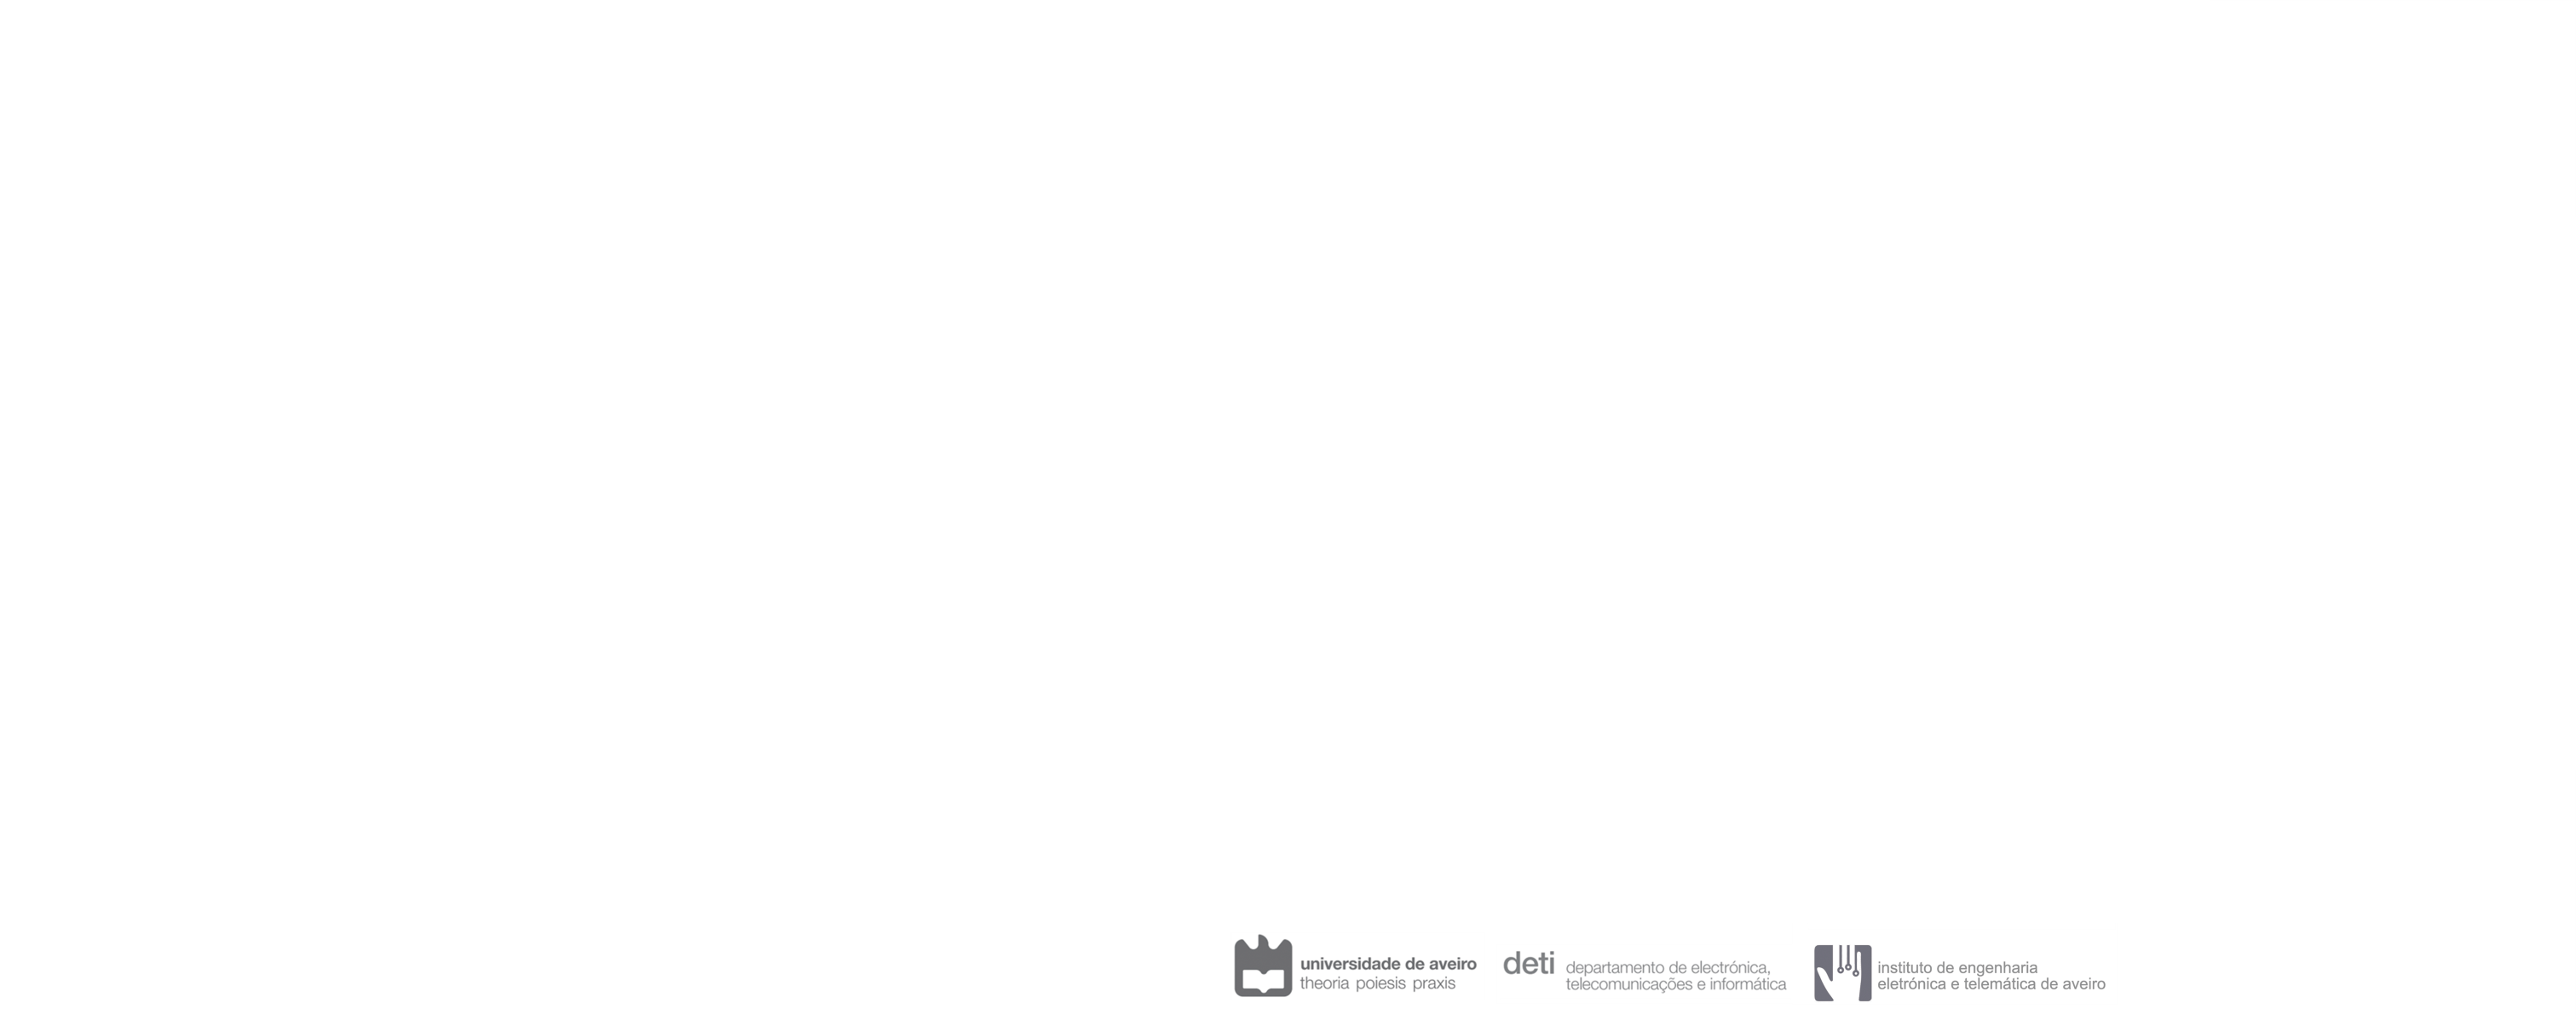 universidade de aveiro
theoria poiesis praxis
deti
departamento de electrónica,
telecomunicações e informática
instituto de engenharia
eletrónica e telemática de aveiro